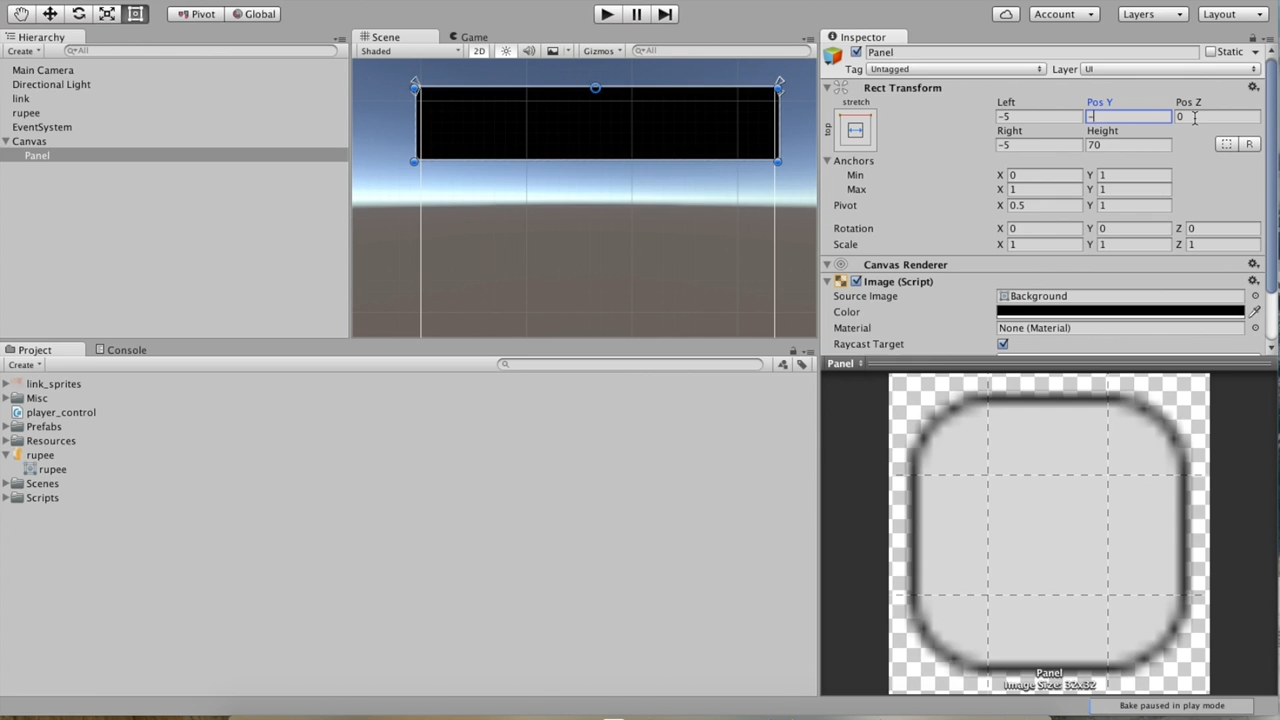 Pivot Global Account Layers Layout
Hierarchy Scene Game Inspector
Create All Shaded 2D Gizmos All Panel Static
Main Camera Tag Untagged Layer UI
Directional Light Rect Transform
link stretch Left Pos Y Pos Z
rupee top -5 - 0
EventSystem Right Height
Canvas -5 70 R
Panel Anchors
Min X 0 Y 1
Max X 1 Y 1
Pivot X 0.5 Y 1
Rotation X 0 Y 0 Z 0
Scale X 1 Y 1 Z 1
Canvas Renderer
Image (Script)
Source Image Background
Color
Material None (Material)
Raycast Target
Project Console
Create Panel
link_sprites
Misc
player_control
Prefabs
Resources
rupee
rupee
Scenes
Scripts
Panel
Image Size: 32x32
Bake paused in play mode